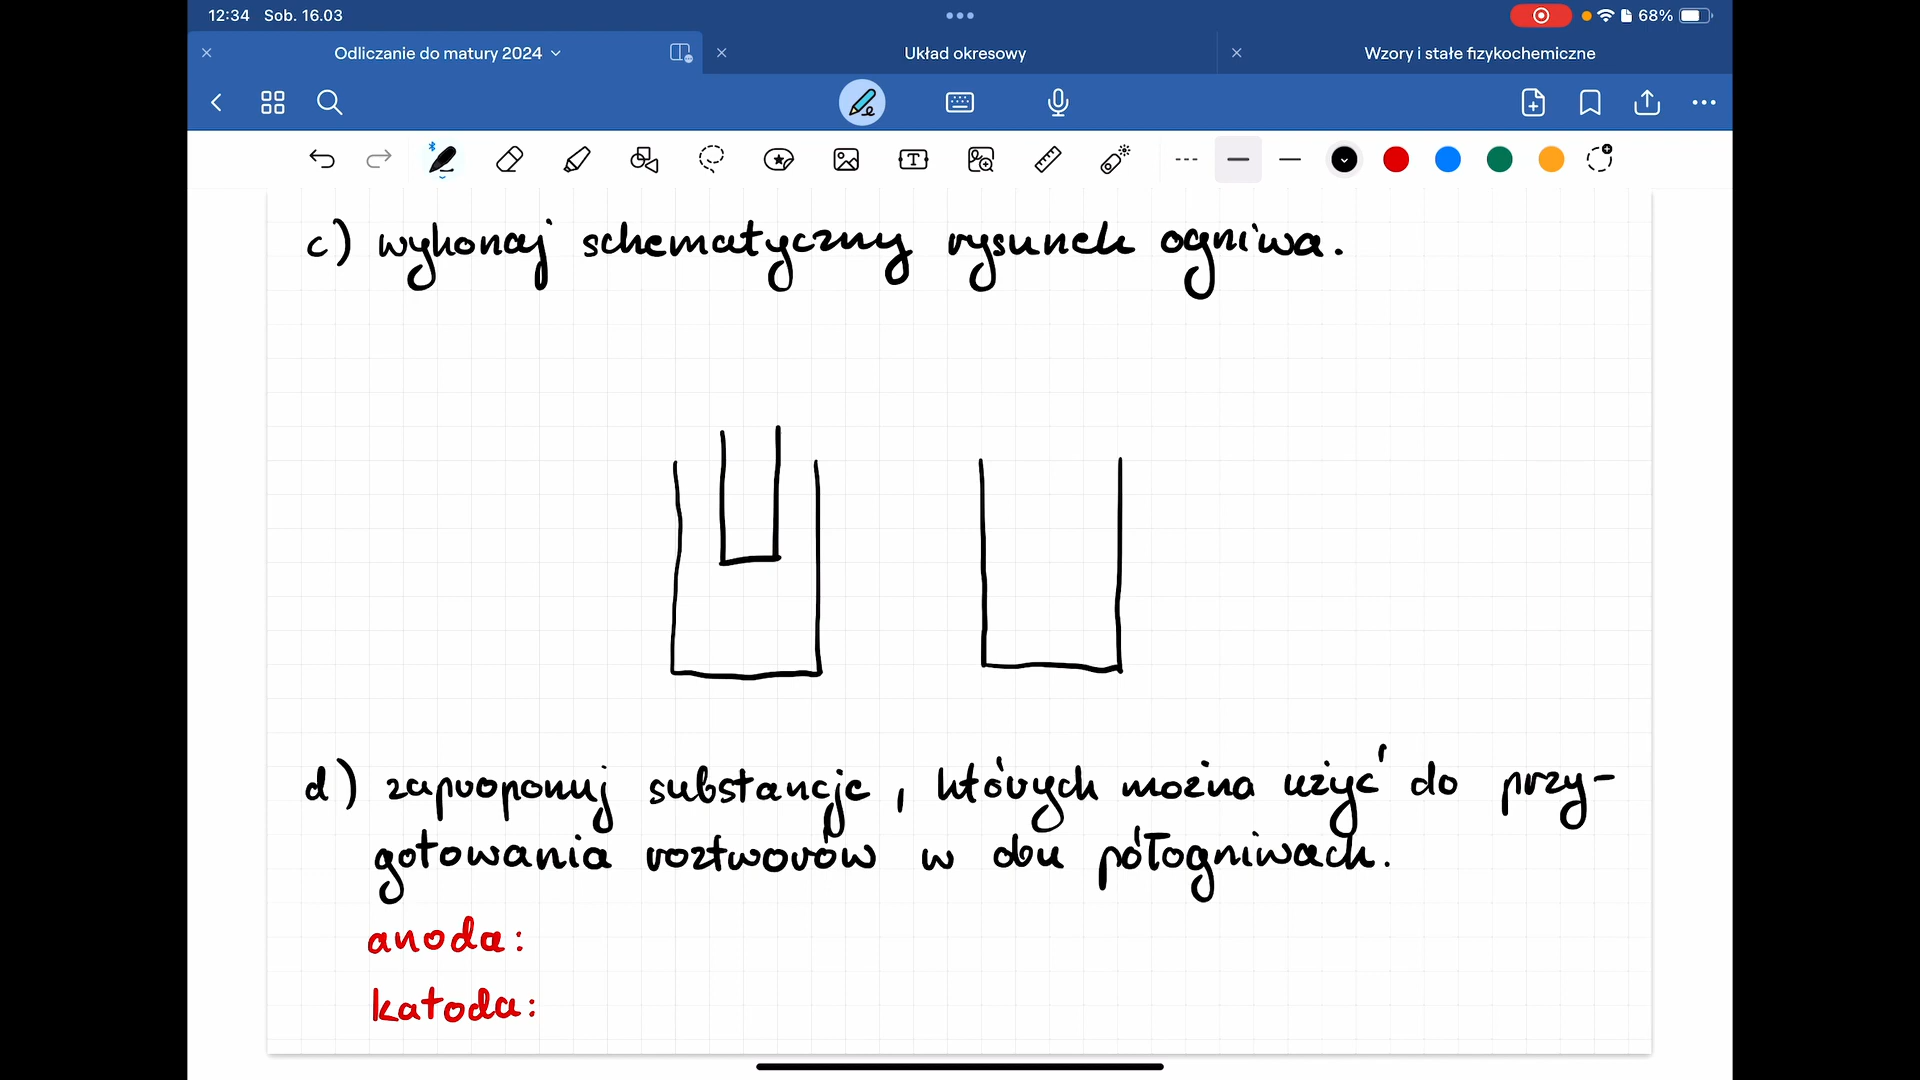 12:34 Sob. 16.03 68%
Odliczanie do matury 2024
Układ okresowy
Wzory i stałe fizykochemiczne
c) wykonaj schematyczny rysunek ogniwa.
d) zaproponuj substancje, których można użyć do przy-
gotowania roztworów w obu półogniwach.
anoda:
katoda: